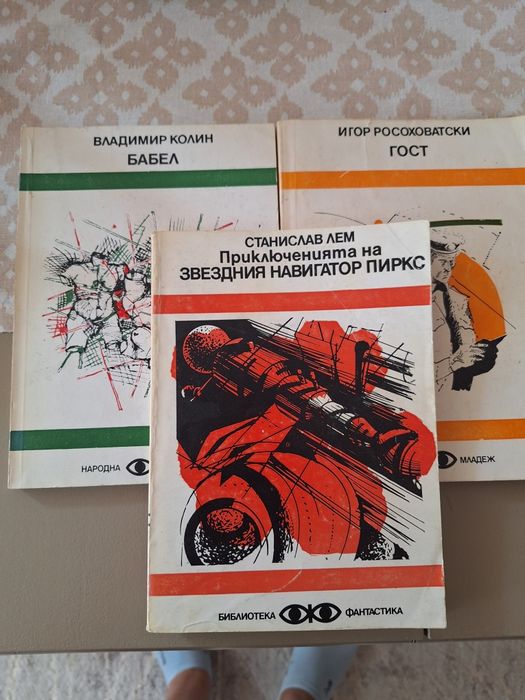 ВЛАДИМИР КОЛИН
БАБЕЛ
НАРОДНА
ИГОР РОСОХОВАТСКИ
ГОСТ
МЛАДЕЖ
СТАНИСЛАВ ЛЕМ
Приключенията на
ЗВЕЗДНИЯ НАВИГАТОР ПИРКС
БИБЛИОТЕКА ФАНТАСТИКА